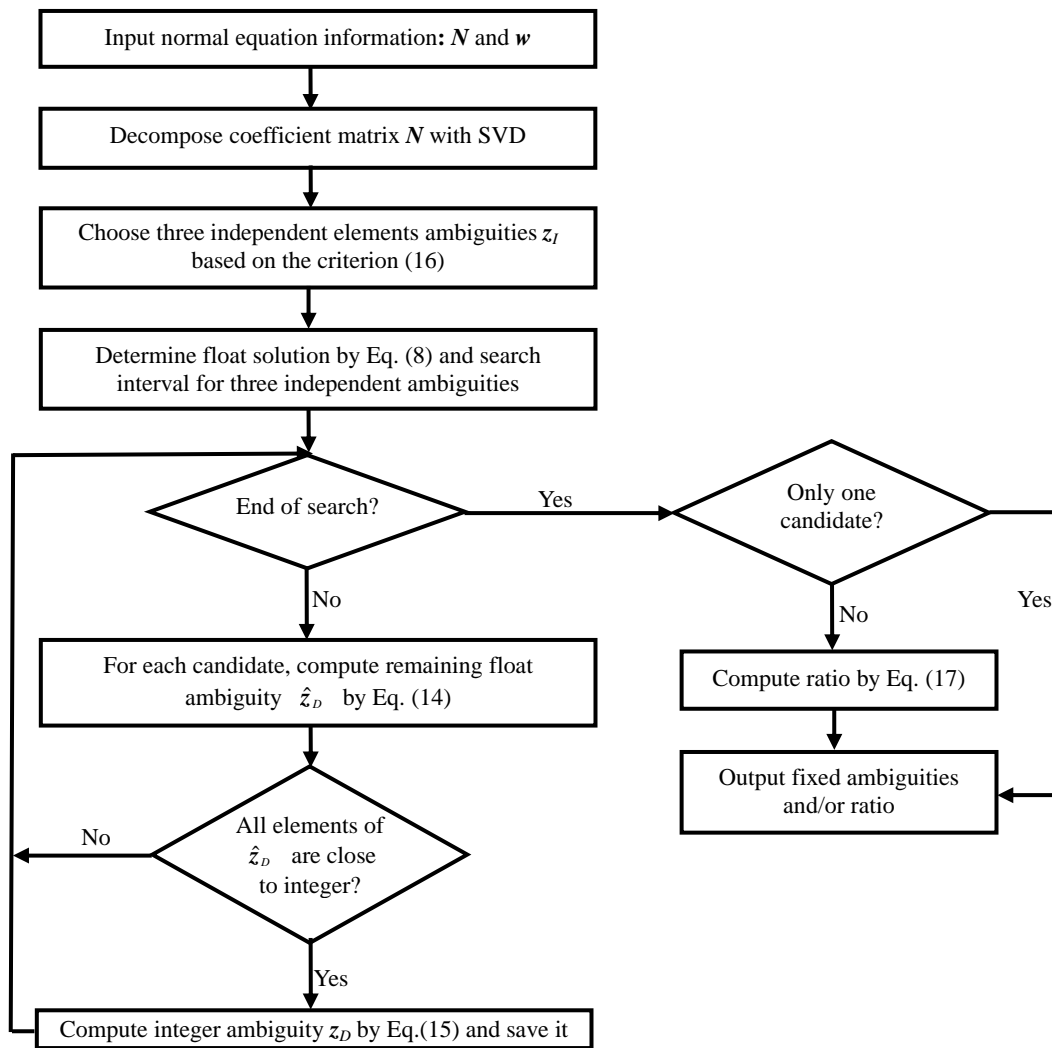 Input normal equation information: N and w
Decompose coefficient matrix N with SVD
Choose three independent elements ambiguities z_I
based on the criterion (16)
Determine float solution by Eq. (8) and search
interval for three independent ambiguities
End of search?
Yes
Only one
candidate?
No
Yes
No
For each candidate, compute remaining float
ambiguity ẑ_D by Eq. (14)
Compute ratio by Eq. (17)
Output fixed ambiguities
and/or ratio
All elements of
ẑ_D are close
to integer?
No
Yes
Compute integer ambiguity z_D by Eq.(15) and save it